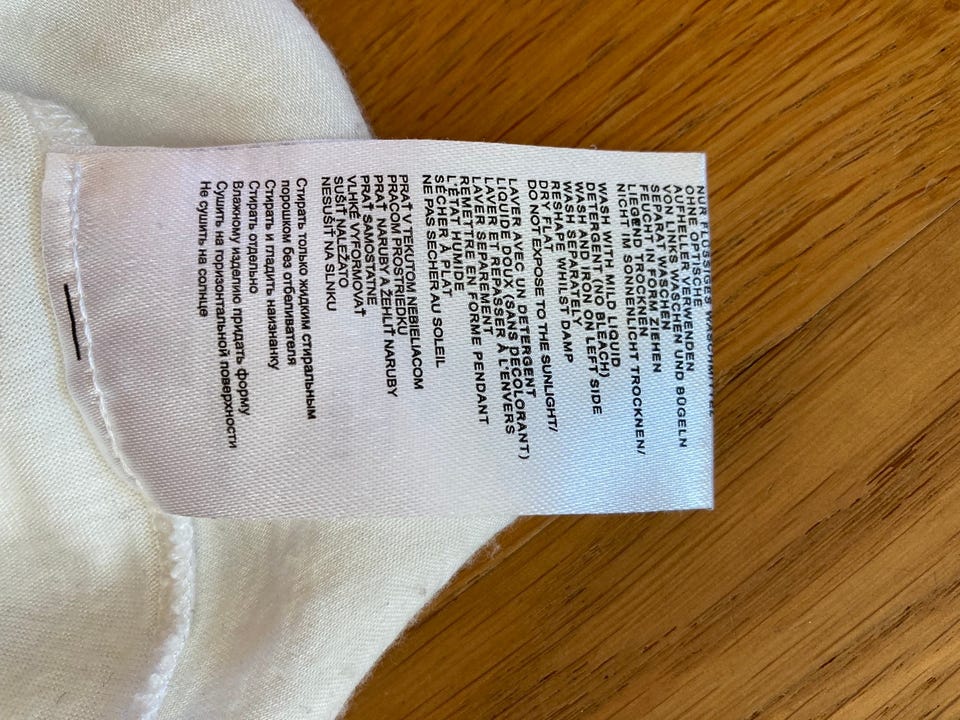 NUR FLÜSSIGES WASCHMITTEL
OHNE OPTISCHE
AUFHELLER VERWENDEN
VON LINKS WASCHEN UND BÜGELN
SEPARAT WASCHEN
FEUCHT IN FORM ZIEHEN
LIEGEND TROCKNEN
NICHT IM SONNENLICHT TROCKNEN/
WASH WITH MILD LIQUID
DETERGENT (NO BLEACH)
WASH AND IRON ON LEFT SIDE
WASH SEPARATELY
RESHAPE WHILST DAMP
DRY FLAT
DO NOT EXPOSE TO THE SUNLIGHT/
LAVER AVEC UN DETERGENT
LIQUIDE DOUX (SANS DECOLORANT)
LAVER ET REPASSER À L'ENVERS
LAVER SEPAREMENT
REMETTRE EN FORME PENDANT
L'ÉTAT HUMIDE
SÉCHER À PLAT
NE PAS SECHER AU SOLEIL
PRAŤ V TEKUTOM NEBIELIACOM
PRACOM PROSTRIEDKU
PRAŤ NARUBY A ŽEHLIŤ NARUBY
PRAŤ SAMOSTATNE
VLHKÉ VYFORMOVAŤ
SUŠIŤ NALEŽATO
NESUŠIŤ NA SLNKU
Стирать только жидким стиральным
порошком без отбеливателя
Стирать и гладить наизнанку
Стирать отдельно
Влажному изделию придать форму
Сушить на горизонтальной поверхности
Не сушить на солнце